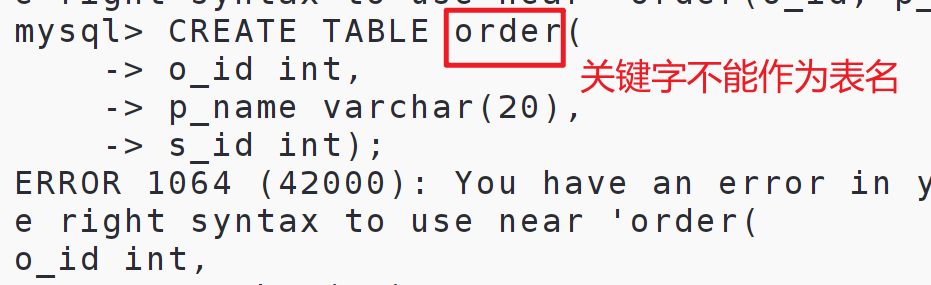 e right syntax to use near 'order(o_id, p_
mysql> CREATE TABLE order(
-> o_id int,
关键字不能作为表名
-> p_name varchar(20),
-> s_id int);
ERROR 1064 (42000): You have an error in y
e right syntax to use near 'order(
o_id int,